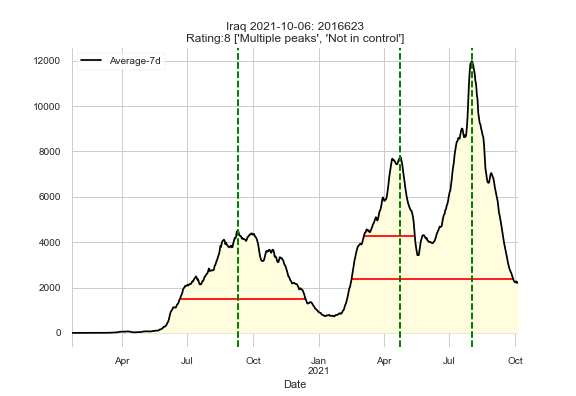 Iraq 2021-10-06: 2016623
Rating:8 ['Multiple peaks', 'Not in control']
Average-7d
12000
10000
8000
6000
4000
2000
0
Apr
Jul
Oct
Jan
2021
Apr
Jul
Oct
Date